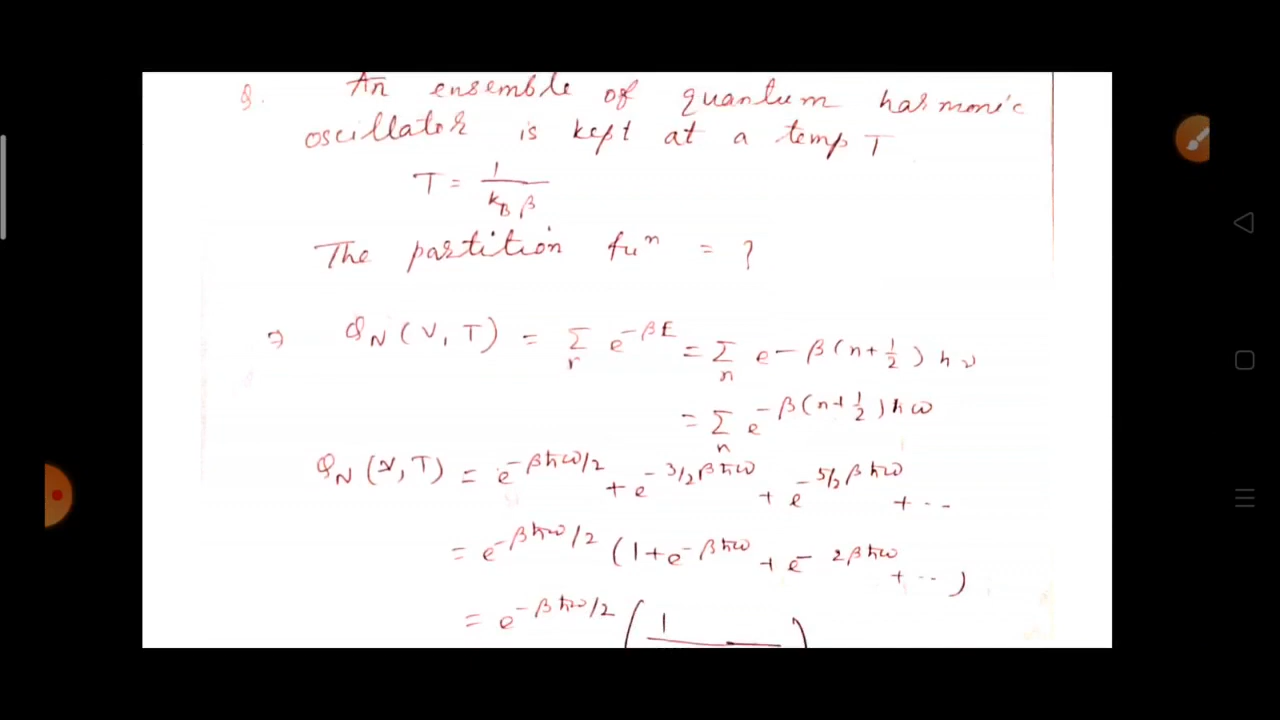 Q. An ensemble of quantum harmonic
oscillator is kept at a temp T
T = 1/(k_B β)
The partition fuⁿ = ?
⇒ Q_N (V, T) = Σ_r e^{-βE} = Σ_n e^{-β(n+1/2)hν}
= Σ_n e^{-β(n+1/2)ħω}
Q_N (V, T) = e^{-βħω/2} + e^{-3/2 βħω} + e^{-5/2 βħω} + ...
= e^{-βħω/2} (1 + e^{-βħω} + e^{-2βħω} + ...)
= e^{-βħω/2} (1